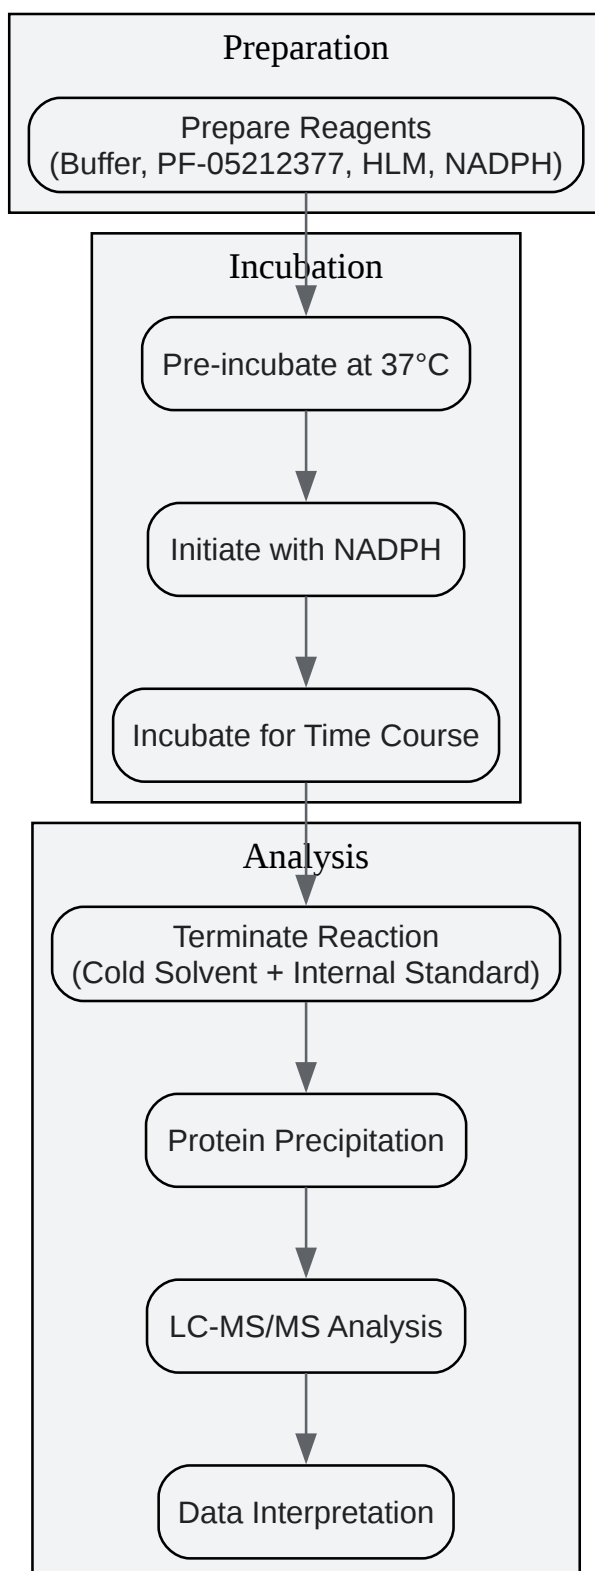 Preparation
Prepare Reagents
(Buffer, PF-05212377, HLM, NADPH)
Incubation
Pre-incubate at 37°C
Initiate with NADPH
Incubate for Time Course
Analysis
Terminate Reaction
(Cold Solvent + Internal Standard)
Protein Precipitation
LC-MS/MS Analysis
Data Interpretation